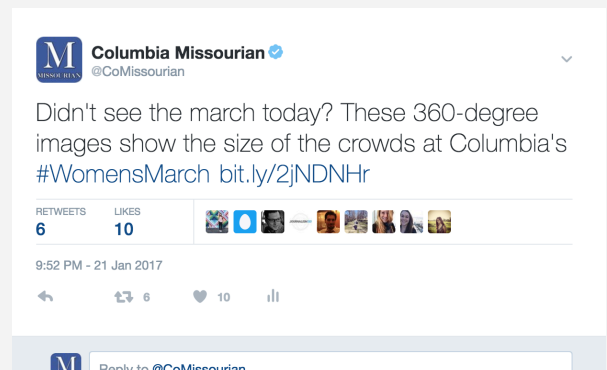 M
MISSOURIAN
Columbia Missourian
@CoMissourian
Didn't see the march today? These 360-degree
images show the size of the crowds at Columbia's
#WomensMarch bit.ly/2jNDNHr
RETWEETS LIKES
6 10
9:52 PM - 21 Jan 2017
6 10
M
Reply to @CoMissourian